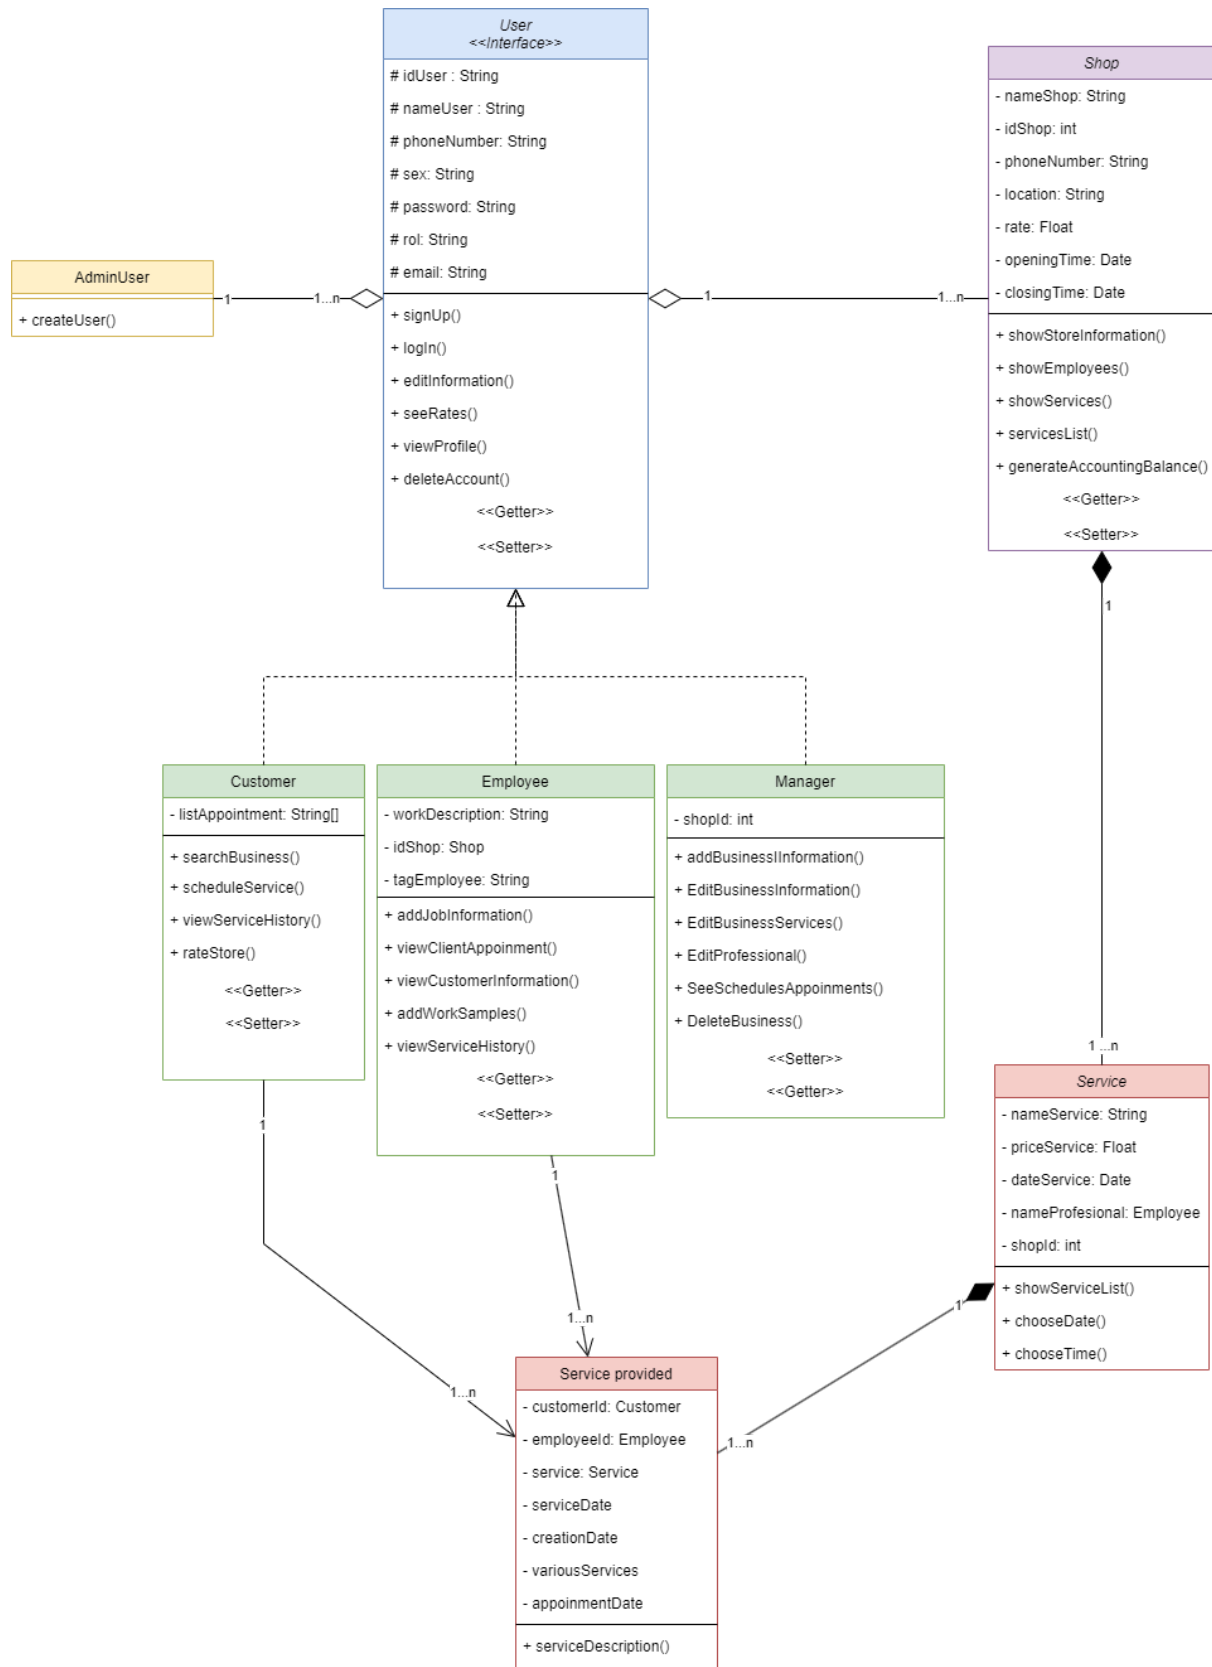 User
<<Interface>>
# idUser : String
# nameUser : String
# phoneNumber: String
# sex: String
# password: String
# rol: String
# email: String
+ signUp()
+ logIn()
+ editInformation()
+ seeRates()
+ viewProfile()
+ deleteAccount()
<<Getter>>
<<Setter>>
Shop
- nameShop: String
- idShop: int
- phoneNumber: String
- location: String
- rate: Float
- openingTime: Date
- closingTime: Date
+ showStoreInformation()
+ showEmployees()
+ showServices()
+ servicesList()
+ generateAccountingBalance()
<<Getter>>
<<Setter>>
AdminUser
+ createUser()
1
1...n
1
1...n
1
1 ...n
Customer
- listAppointment: String[]
+ searchBusiness()
+ scheduleService()
+ viewServiceHistory()
+ rateStore()
<<Getter>>
<<Setter>>
Employee
- workDescription: String
- idShop: Shop
- tagEmployee: String
+ addJobInformation()
+ viewClientAppoinment()
+ viewCustomerInformation()
+ addWorkSamples()
+ viewServiceHistory()
<<Getter>>
<<Setter>>
Manager
- shopId: int
+ addBusinessIInformation()
+ EditBusinessInformation()
+ EditBusinessServices()
+ EditProfessional()
+ SeeSchedulesAppoinments()
+ DeleteBusiness()
<<Setter>>
<<Getter>>
Service
- nameService: String
- priceService: Float
- dateService: Date
- nameProfesional: Employee
- shopId: int
+ showServiceList()
+ chooseDate()
+ chooseTime()
1
1...n
1
1...n
1
1...n
Service provided
- customerId: Customer
- employeeId: Employee
- service: Service
- serviceDate
- creationDate
- variousServices
- appoinmentDate
+ serviceDescription()